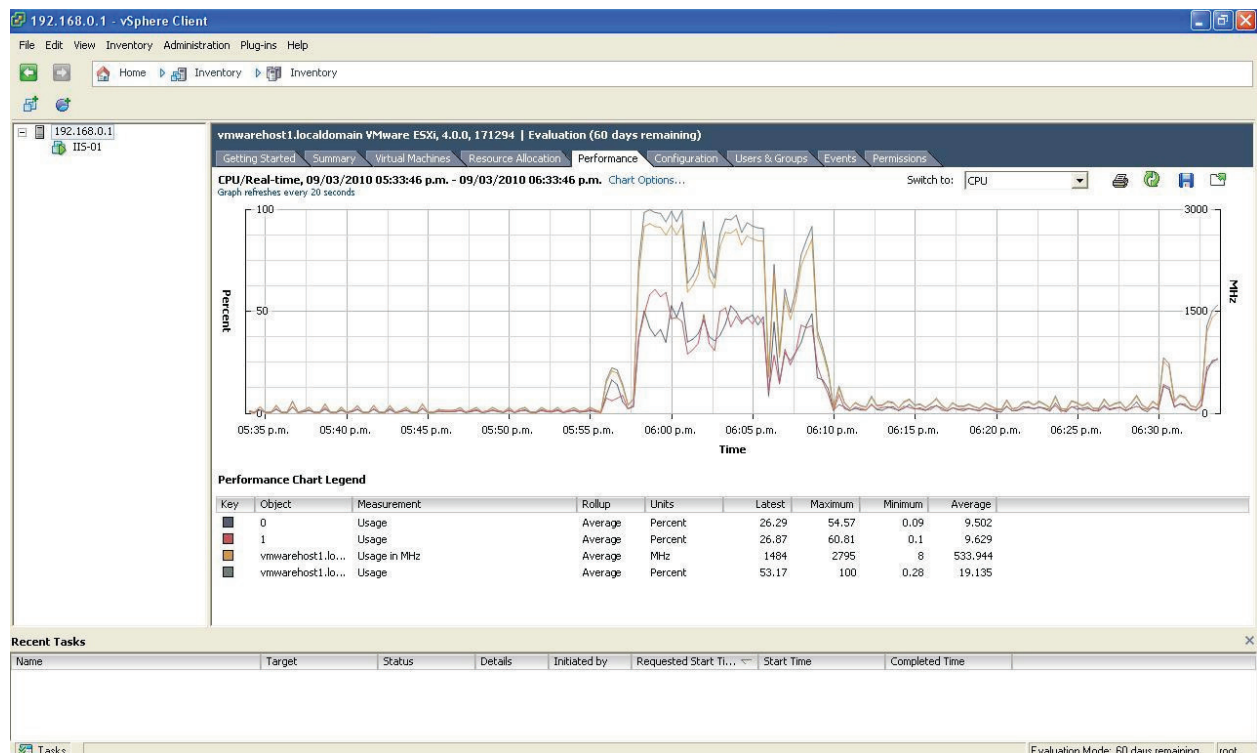 192.168.0.1 - vSphere Client
File Edit View Inventory Administration Plug-ins Help
Home Inventory Inventory
192.168.0.1
IIS-01
vmwarehost1.localdomain VMware ESXi, 4.0.0, 171294 | Evaluation (60 days remaining)
Getting Started Summary Virtual Machines Resource Allocation Performance Configuration Users & Groups Events Permissions
CPU/Real-time, 09/03/2010 05:33:46 p.m. - 09/03/2010 06:33:46 p.m. Chart Options...
Graph refreshes every 20 seconds
Switch to: CPU
100 3000
Percent
50 1500
MHz
0 0
05:35 p.m. 05:40 p.m. 05:45 p.m. 05:50 p.m. 05:55 p.m. 06:00 p.m. 06:05 p.m. 06:10 p.m. 06:15 p.m. 06:20 p.m. 06:25 p.m. 06:30 p.m.
Time
Performance Chart Legend
Key Object Measurement Rollup Units Latest Maximum Minimum Average
0 Usage Average Percent 26.29 54.57 0.09 9.502
1 Usage Average Percent 26.87 60.81 0.1 9.629
vmwarehost1.lo... Usage in MHz Average MHz 1484 2795 8 533.944
vmwarehost1.lo... Usage Average Percent 53.17 100 0.28 19.135
Recent Tasks
Name Target Status Details Initiated by Requested Start Ti... Start Time Completed Time
Tasks Evaluation Mode: 60 days remaining root